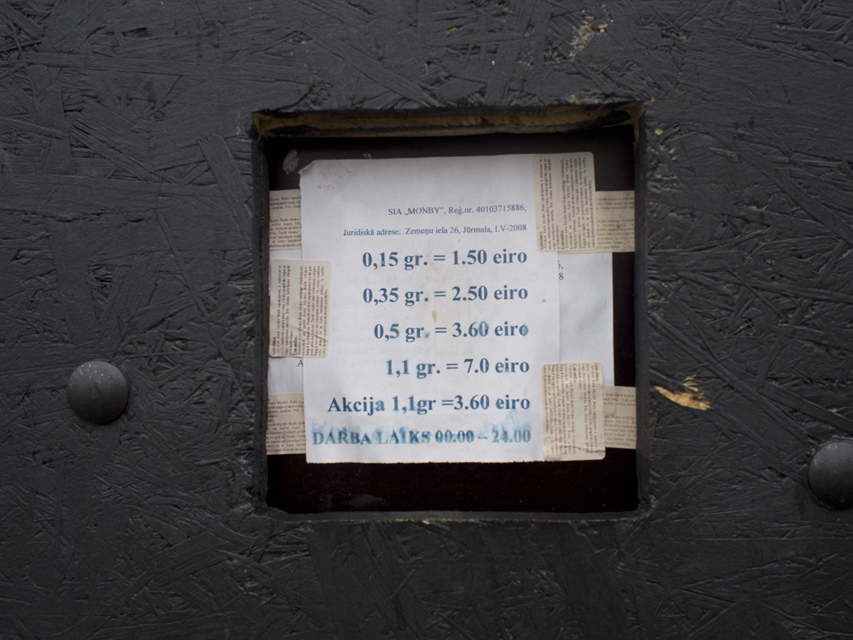 SIA „MONBY”, Reģ.nr. 40103715886,
Juridiskā adrese: Zemeņu iela 26, Jūrmala, LV-2008
0,15 gr. = 1.50 eiro
0,35 gr. = 2.50 eiro
0,5 gr. = 3.60 eiro
1,1 gr. = 7.0 eiro
Akcija 1,1gr =3.60 eiro
DARBA LAIKS 00.00 – 24.00
8
A